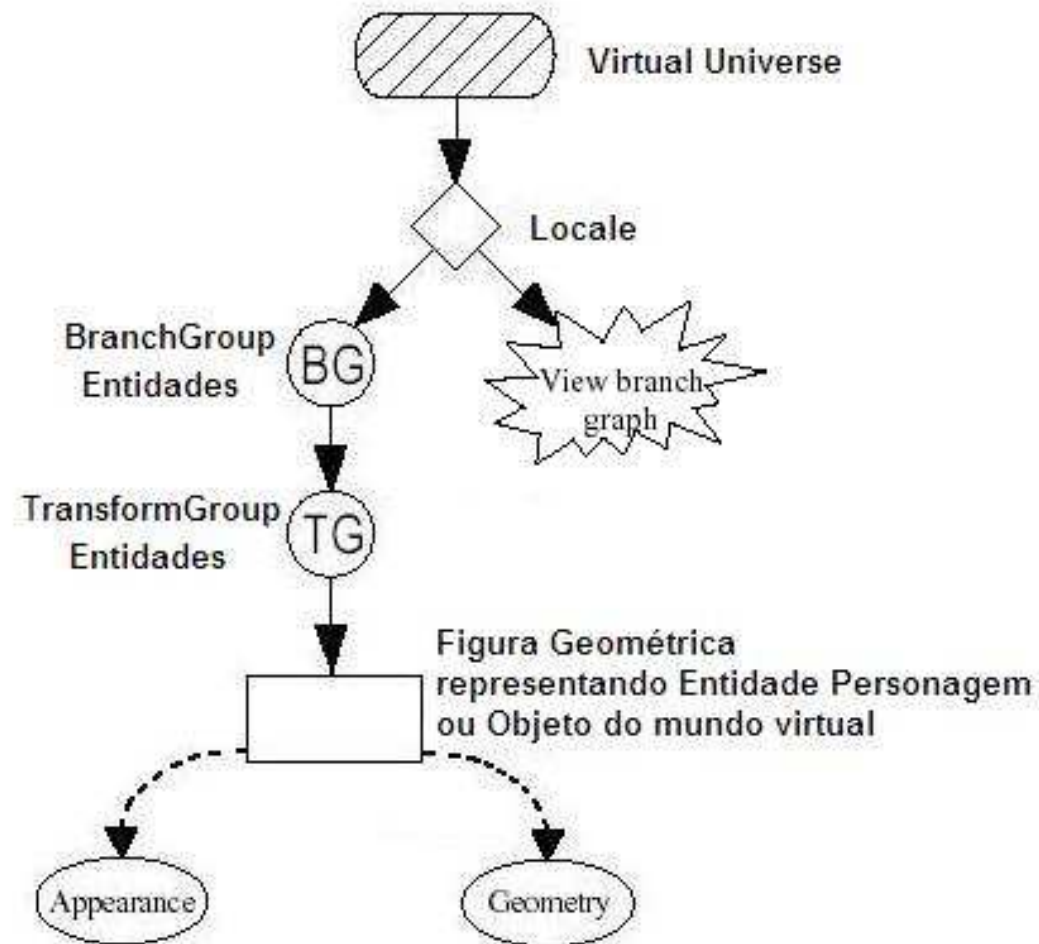 Virtual Universe
Locale
BranchGroup
Entidades
BG
View branch
graph
TransformGroup
Entidades
TG
Figura Geométrica
representando Entidade Personagem
ou Objeto do mundo virtual
Appearance
Geometry